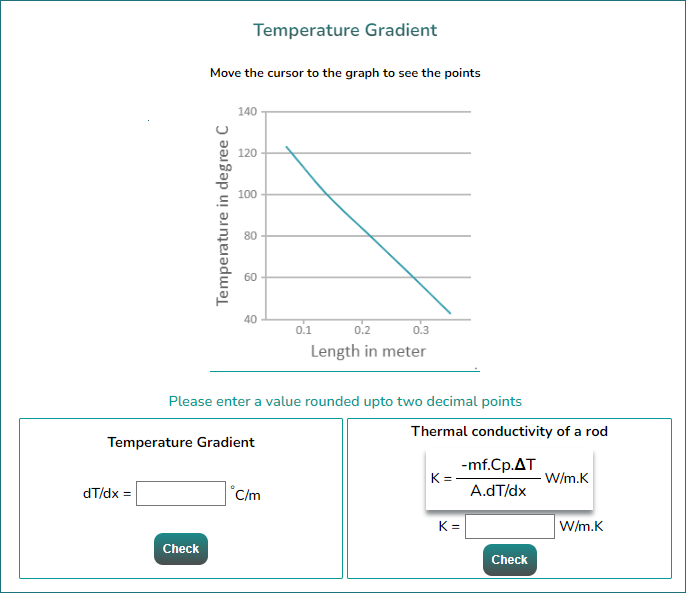 Temperature Gradient
Move the cursor to the graph to see the points
Temperature in degree C
140
120
100
80
60
40
0.1 0.2 0.3
Length in meter
Please enter a value rounded upto two decimal points
Temperature Gradient
dT/dx = °C/m
Check
Thermal conductivity of a rod
-mf.Cp.ΔT
K = W/m.K
A.dT/dx
K = W/m.K
Check